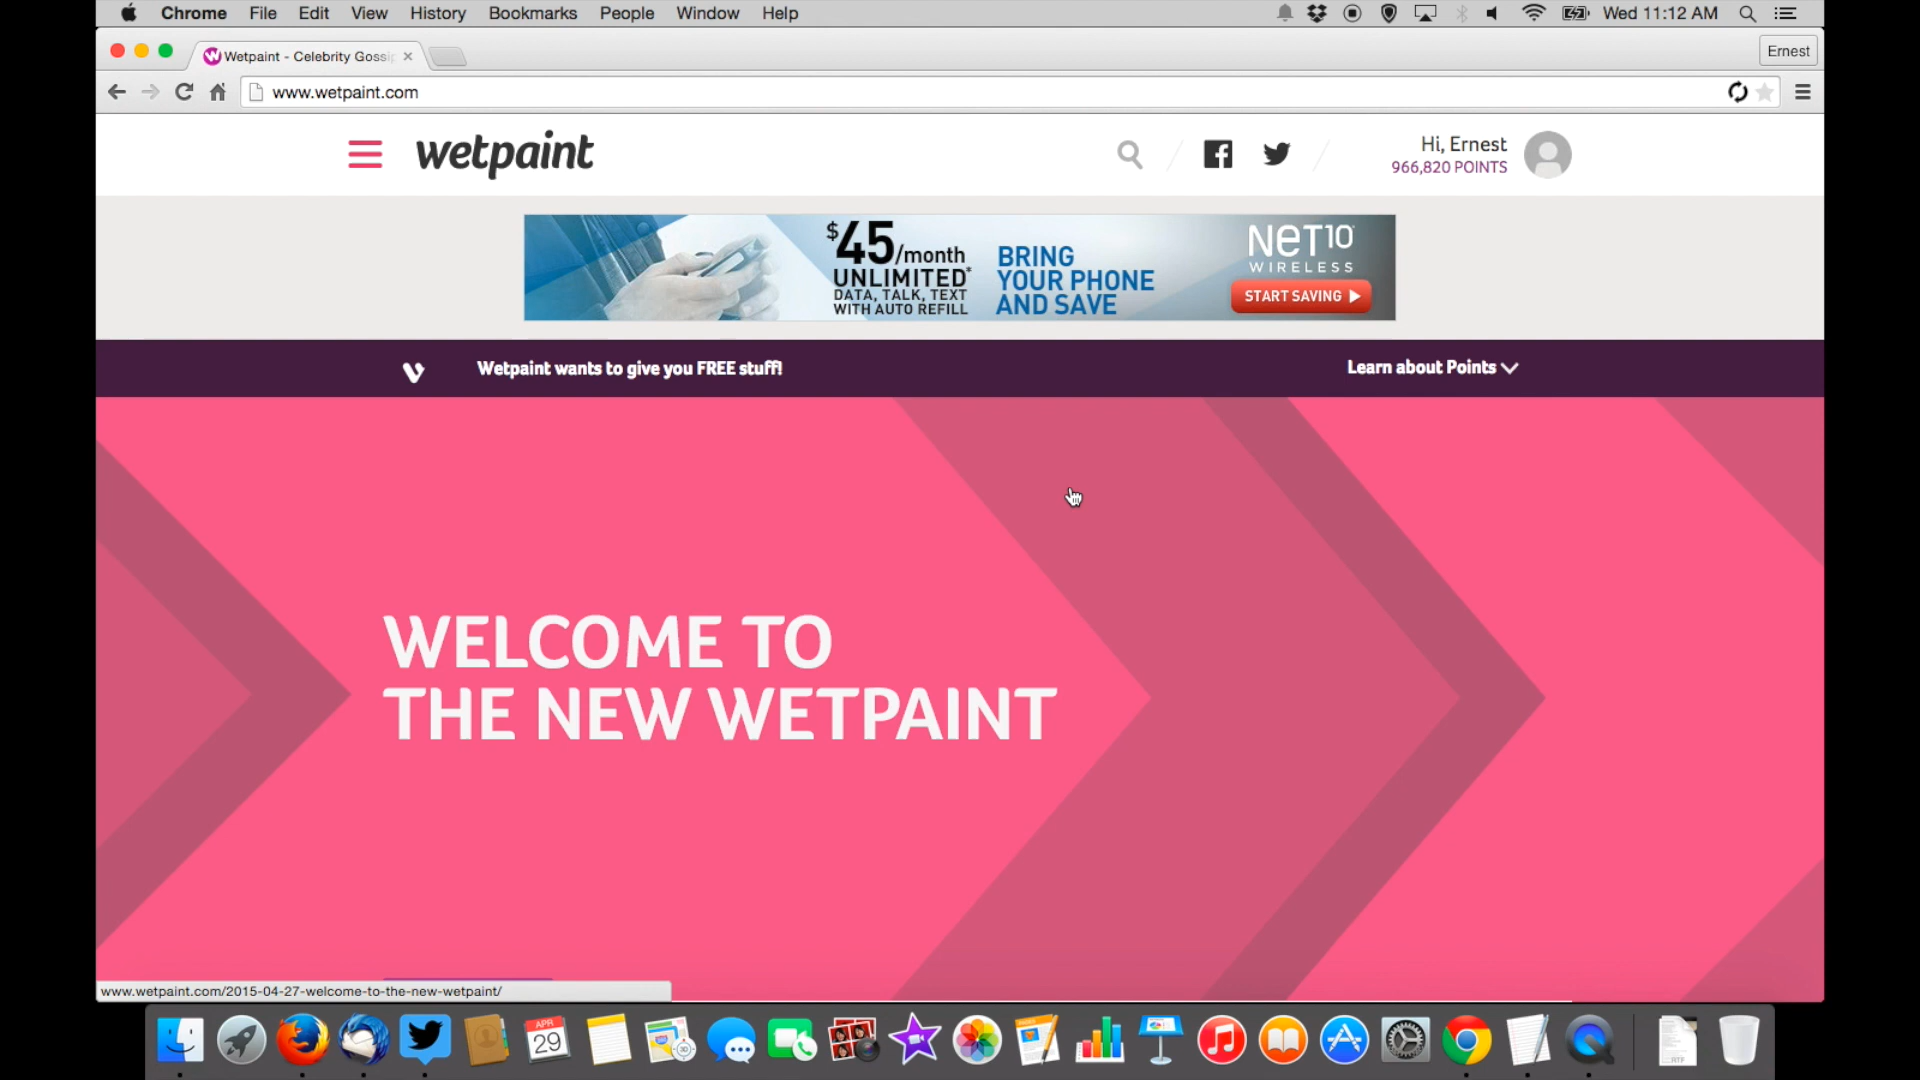 Chrome File Edit View History Bookmarks People Window Help
Wed 11:12 AM
Wetpaint - Celebrity Gossi
Ernest
www.wetpaint.com
wetpaint
Hi, Ernest
966,820 POINTS
$45/month
UNLIMITED*
DATA, TALK, TEXT
WITH AUTO REFILL
BRING
YOUR PHONE
AND SAVE
NET10
WIRELESS
START SAVING
Wetpaint wants to give you FREE stuff!
Learn about Points
WELCOME TO
THE NEW WETPAINT
www.wetpaint.com/2015-04-27-welcome-to-the-new-wetpaint/
APR
29
RTF